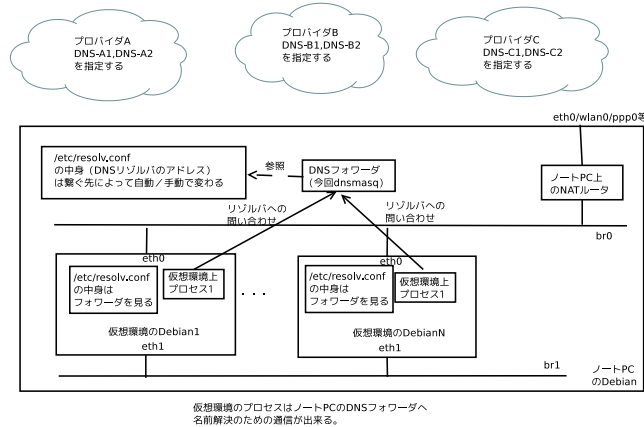 プロバイダA
DNS-A1,DNS-A2
を指定する
プロバイダB
DNS-B1,DNS-B2
を指定する
プロバイダC
DNS-C1,DNS-C2
を指定する
eth0/wlan0/ppp0等
/etc/resolv.conf
の中身（DNSリゾルバのアドレス）
は繋ぐ先によって自動／手動で変わる
参照
DNSフォワーダ
（今回dnsmasq）
ノートPC上
のNATルータ
リゾルバへの
問い合わせ
リゾルバへの
問い合わせ
br0
eth0
/etc/resolv.conf
の中身は
フォワーダを見る
仮想環境上
プロセス1
仮想環境のDebian1
eth1
・・・
eth0
/etc/resolv.conf
の中身は
フォワーダを見る
仮想環境上
プロセス1
仮想環境のDebianN
eth1
br1
ノートPC
のDebian
仮想環境のプロセスはノートPCのDNSフォワーダへ
名前解決のための通信が出来る。